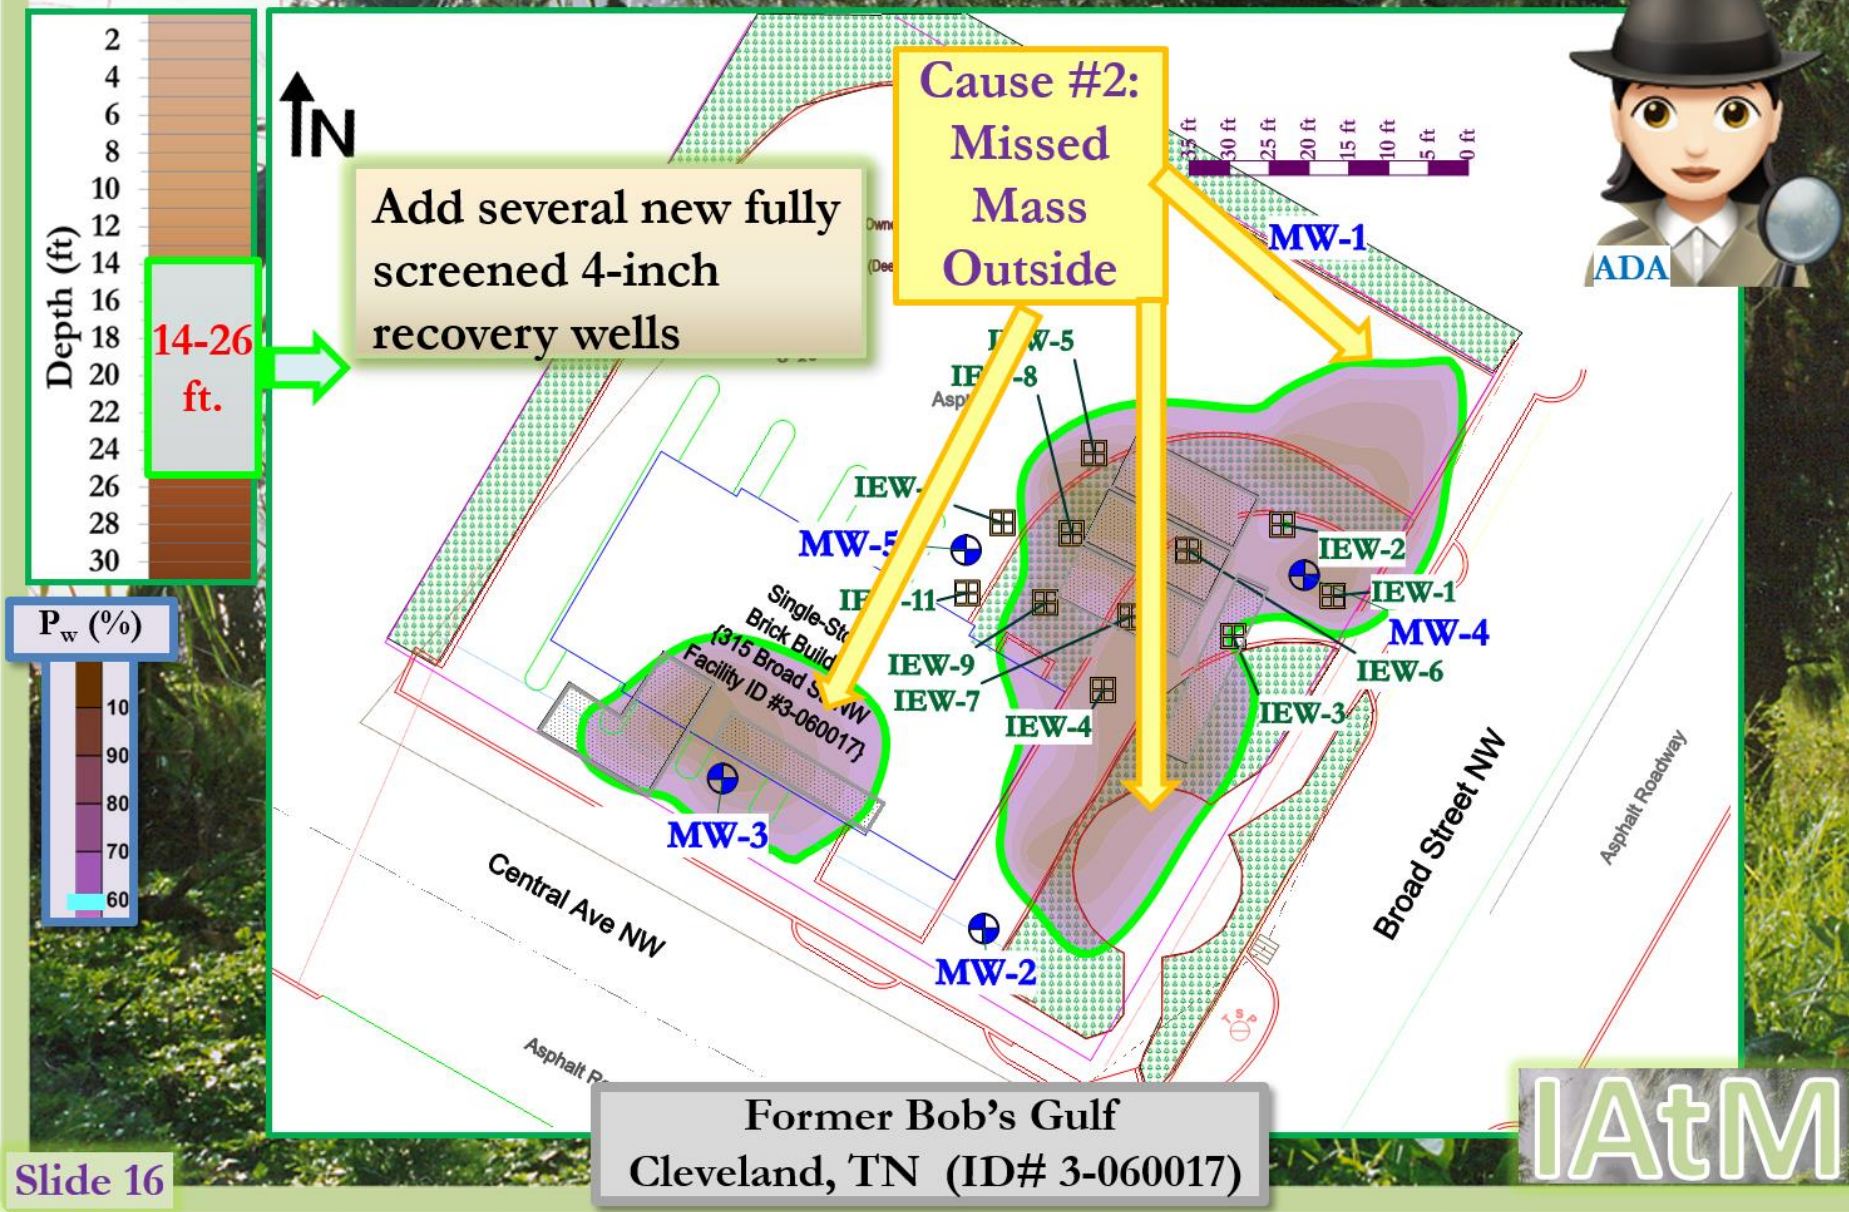 2
4
6
8
10
12
14
16
18
20
22
24
26
28
30
Depth (ft)
14-26
ft.
N
Add several new fully
screened 4-inch
recovery wells
Cause #2:
Missed
Mass
Outside
35 ft
30 ft
25 ft
20 ft
15 ft
10 ft
5 ft
0 ft
MW-1
ADA
IEW-5
-8
IEW-
MW-5
-11
IEW-2
IEW-1
MW-4
IEW-6
IEW-9
IEW-7
IEW-4
IEW-3
Brick
{315 Broad
NW
Facility ID #3-060017}
MW-3
MW-2
Pw (%)
10
90
80
70
60
Central Ave NW
Broad Street NW
Asphalt Roadway
Asphalt
T S P
Former Bob's Gulf
Cleveland, TN (ID# 3-060017)
Slide 16
IAtM